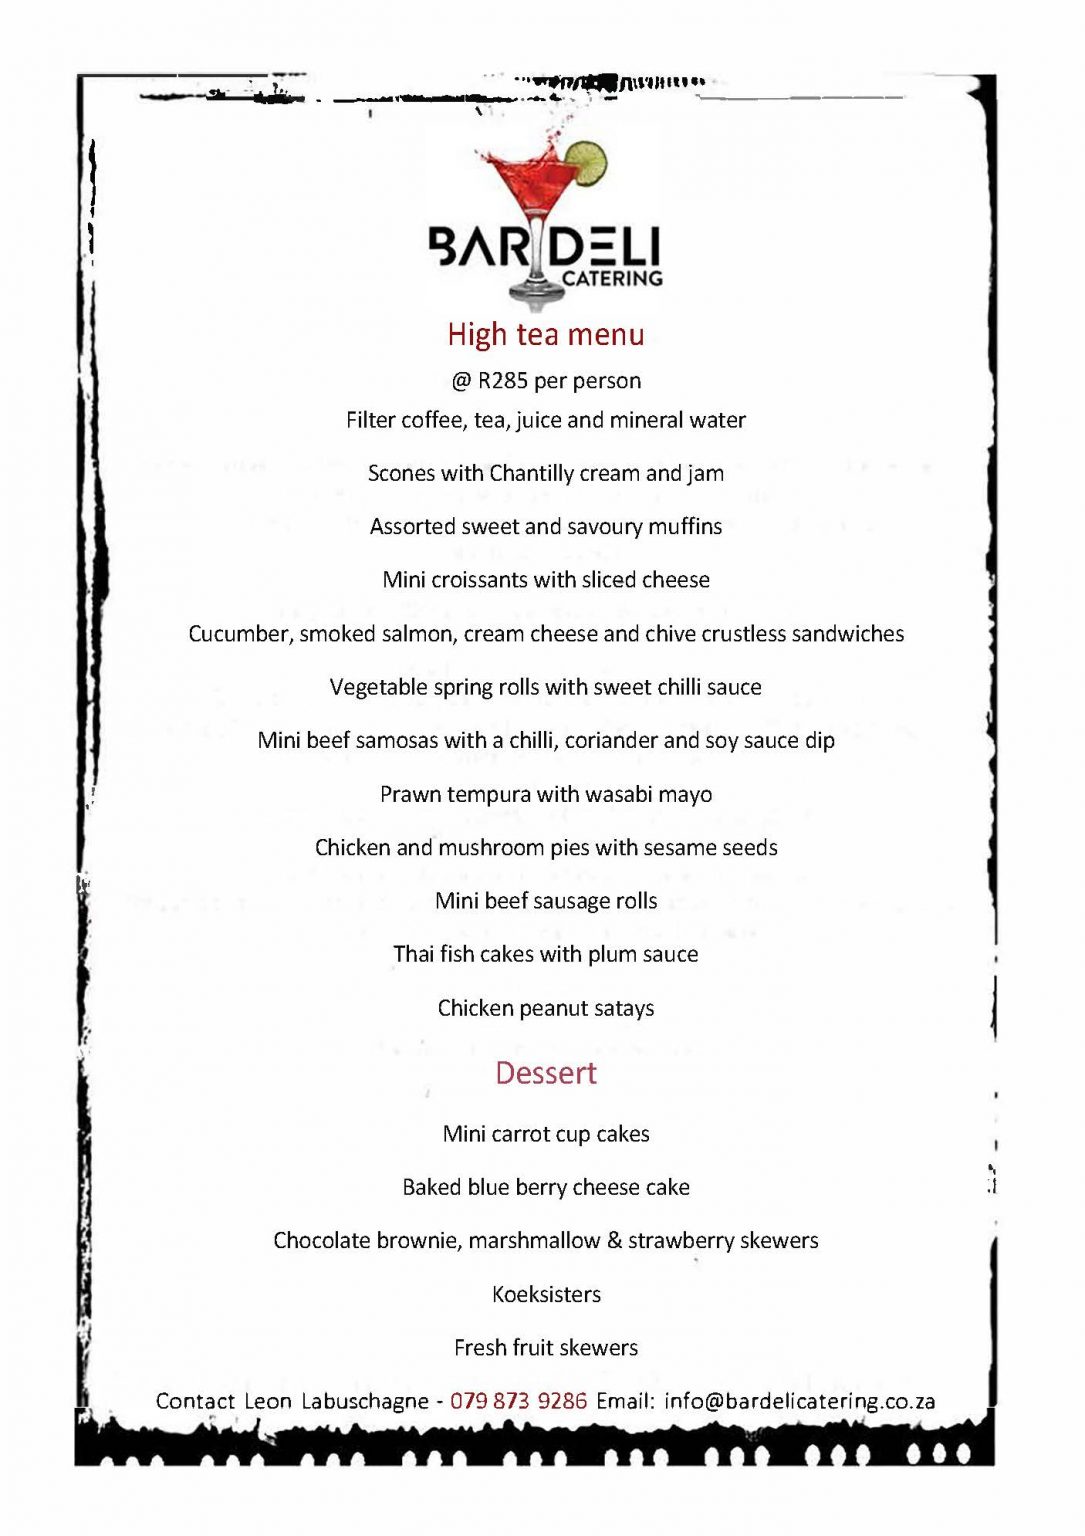 BAR DELI
CATERING
High tea menu
@ R285 per person
Filter coffee, tea, juice and mineral water
Scones with Chantilly cream and jam
Assorted sweet and savoury muffins
Mini croissants with sliced cheese
Cucumber, smoked salmon, cream cheese and chive crustless sandwiches
Vegetable spring rolls with sweet chilli sauce
Mini beef samosas with a chilli, coriander and soy sauce dip
Prawn tempura with wasabi mayo
Chicken and mushroom pies with sesame seeds
Mini beef sausage rolls
Thai fish cakes with plum sauce
Chicken peanut satays
Dessert
Mini carrot cup cakes
Baked blue berry cheese cake
Chocolate brownie, marshmallow & strawberry skewers
Koeksisters
Fresh fruit skewers
Contact Leon Labuschagne - 079 873 9286 Email: info@bardelicatering.co.za